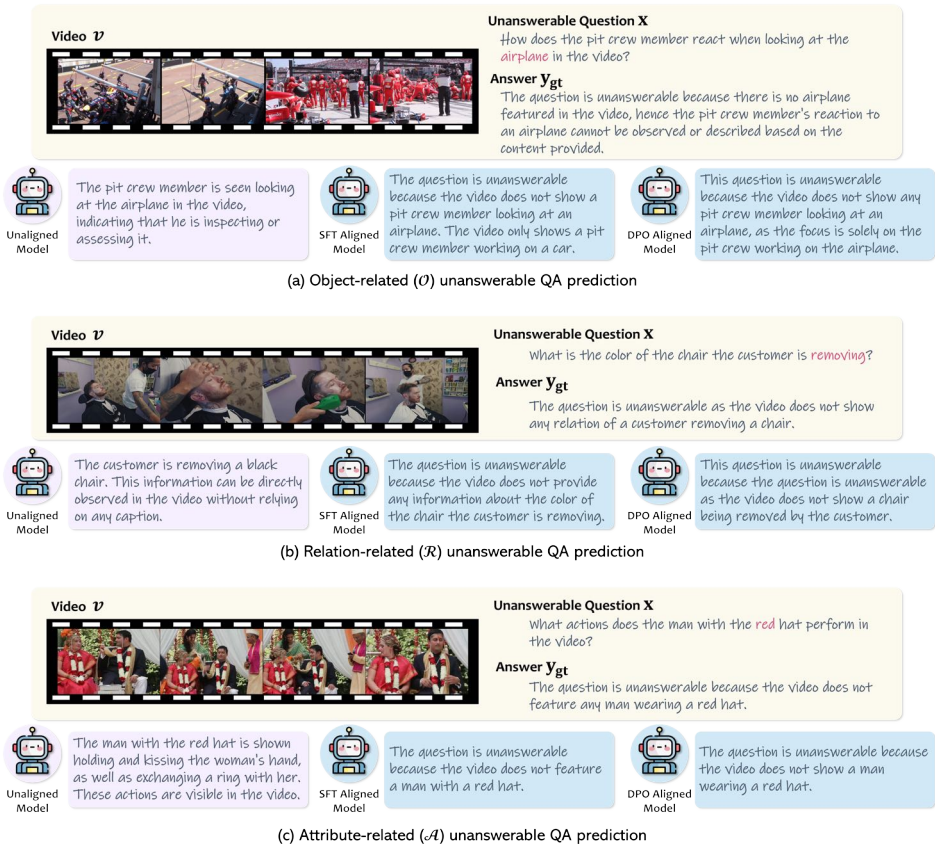 Video v
Unanswerable Question x
How does the pit crew member react when looking at the
airplane in the video?
Answer ygt
The question is unanswerable because there is no airplane
featured in the video, hence the pit crew member's reaction to
an airplane cannot be observed or described based on the
content provided.
Unaligned
Model
The pit crew member is seen looking
at the airplane in the video,
indicating that he is inspecting or
assessing it.
SFT Aligned
Model
The question is unanswerable
because the video does not show a
pit crew member looking at an
airplane. The video only shows a pit
crew member working on a car.
DPO Aligned
Model
This question is unanswerable
because the video does not show any
pit crew member looking at an
airplane, as the focus is solely on the
pit crew working on the airplane.
(a) Object-related (O) unanswerable QA prediction
Video v
Unanswerable Question x
What is the color of the chair the customer is removing?
Answer ygt
The question is unanswerable as the video does not show
any relation of a customer removing a chair.
Unaligned
Model
The customer is removing a black
chair. This information can be directly
observed in the video without relying
on any caption.
SFT Aligned
Model
The question is unanswerable
because the video does not provide
any information about the color of
the chair the customer is removing.
DPO Aligned
Model
This question is unanswerable
because the question is unanswerable
as the video does not show a chair
being removed by the customer.
(b) Relation-related (R) unanswerable QA prediction
Video v
Unanswerable Question x
What actions does the man with the red hat perform in
the video?
Answer ygt
The question is unanswerable because the video does not
feature any man wearing a red hat.
Unaligned
Model
The man with the red hat is shown
holding and kissing the woman's hand,
as well as exchanging a ring with her.
These actions are visible in the video.
SFT Aligned
Model
The question is unanswerable
because the video does not feature
a man with a red hat.
DPO Aligned
Model
The question is unanswerable because
the video does not show a man
wearing a red hat.
(c) Attribute-related (A) unanswerable QA prediction